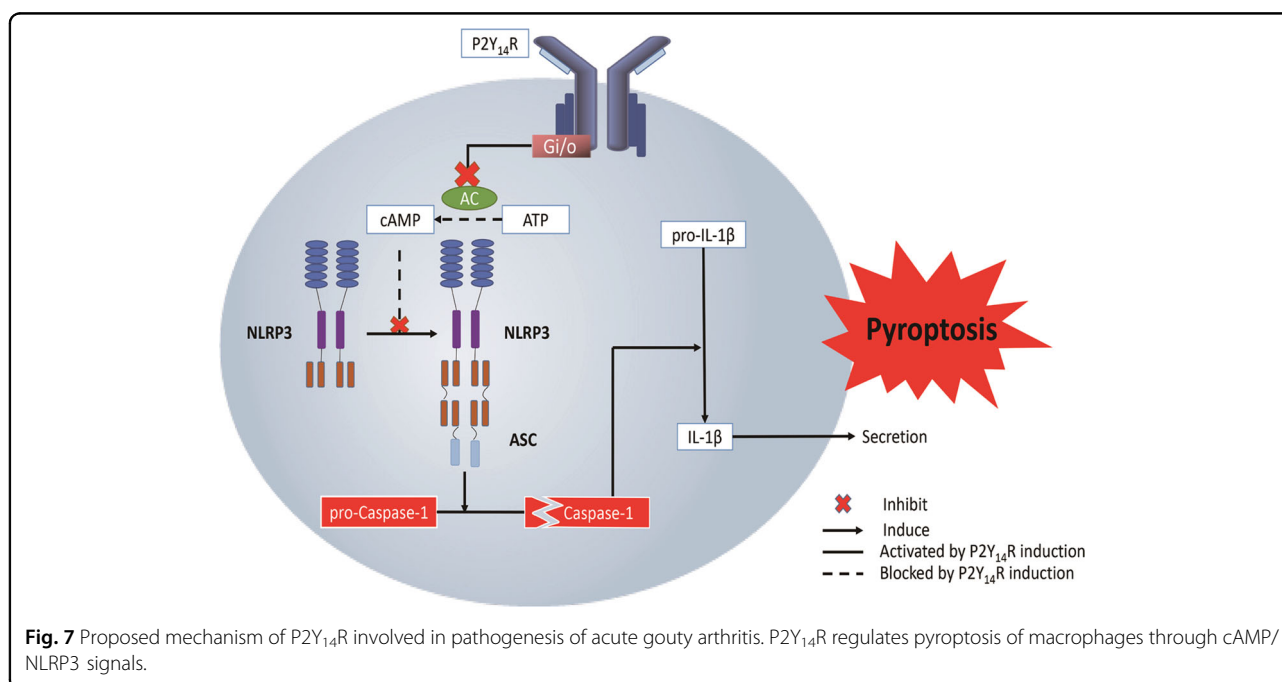 P2Y₁₄R
Gi/o
AC
cAMP
ATP
pro-IL-1β
NLRP3
NLRP3
Pyroptosis
ASC
IL-1β
Secretion
pro-Caspase-1
Caspase-1
Inhibit
Induce
Activated by P2Y₁₄R induction
Blocked by P2Y₁₄R induction
Fig. 7 Proposed mechanism of P2Y₁₄R involved in pathogenesis of acute gouty arthritis. P2Y₁₄R regulates pyroptosis of macrophages through cAMP/
NLRP3 signals.